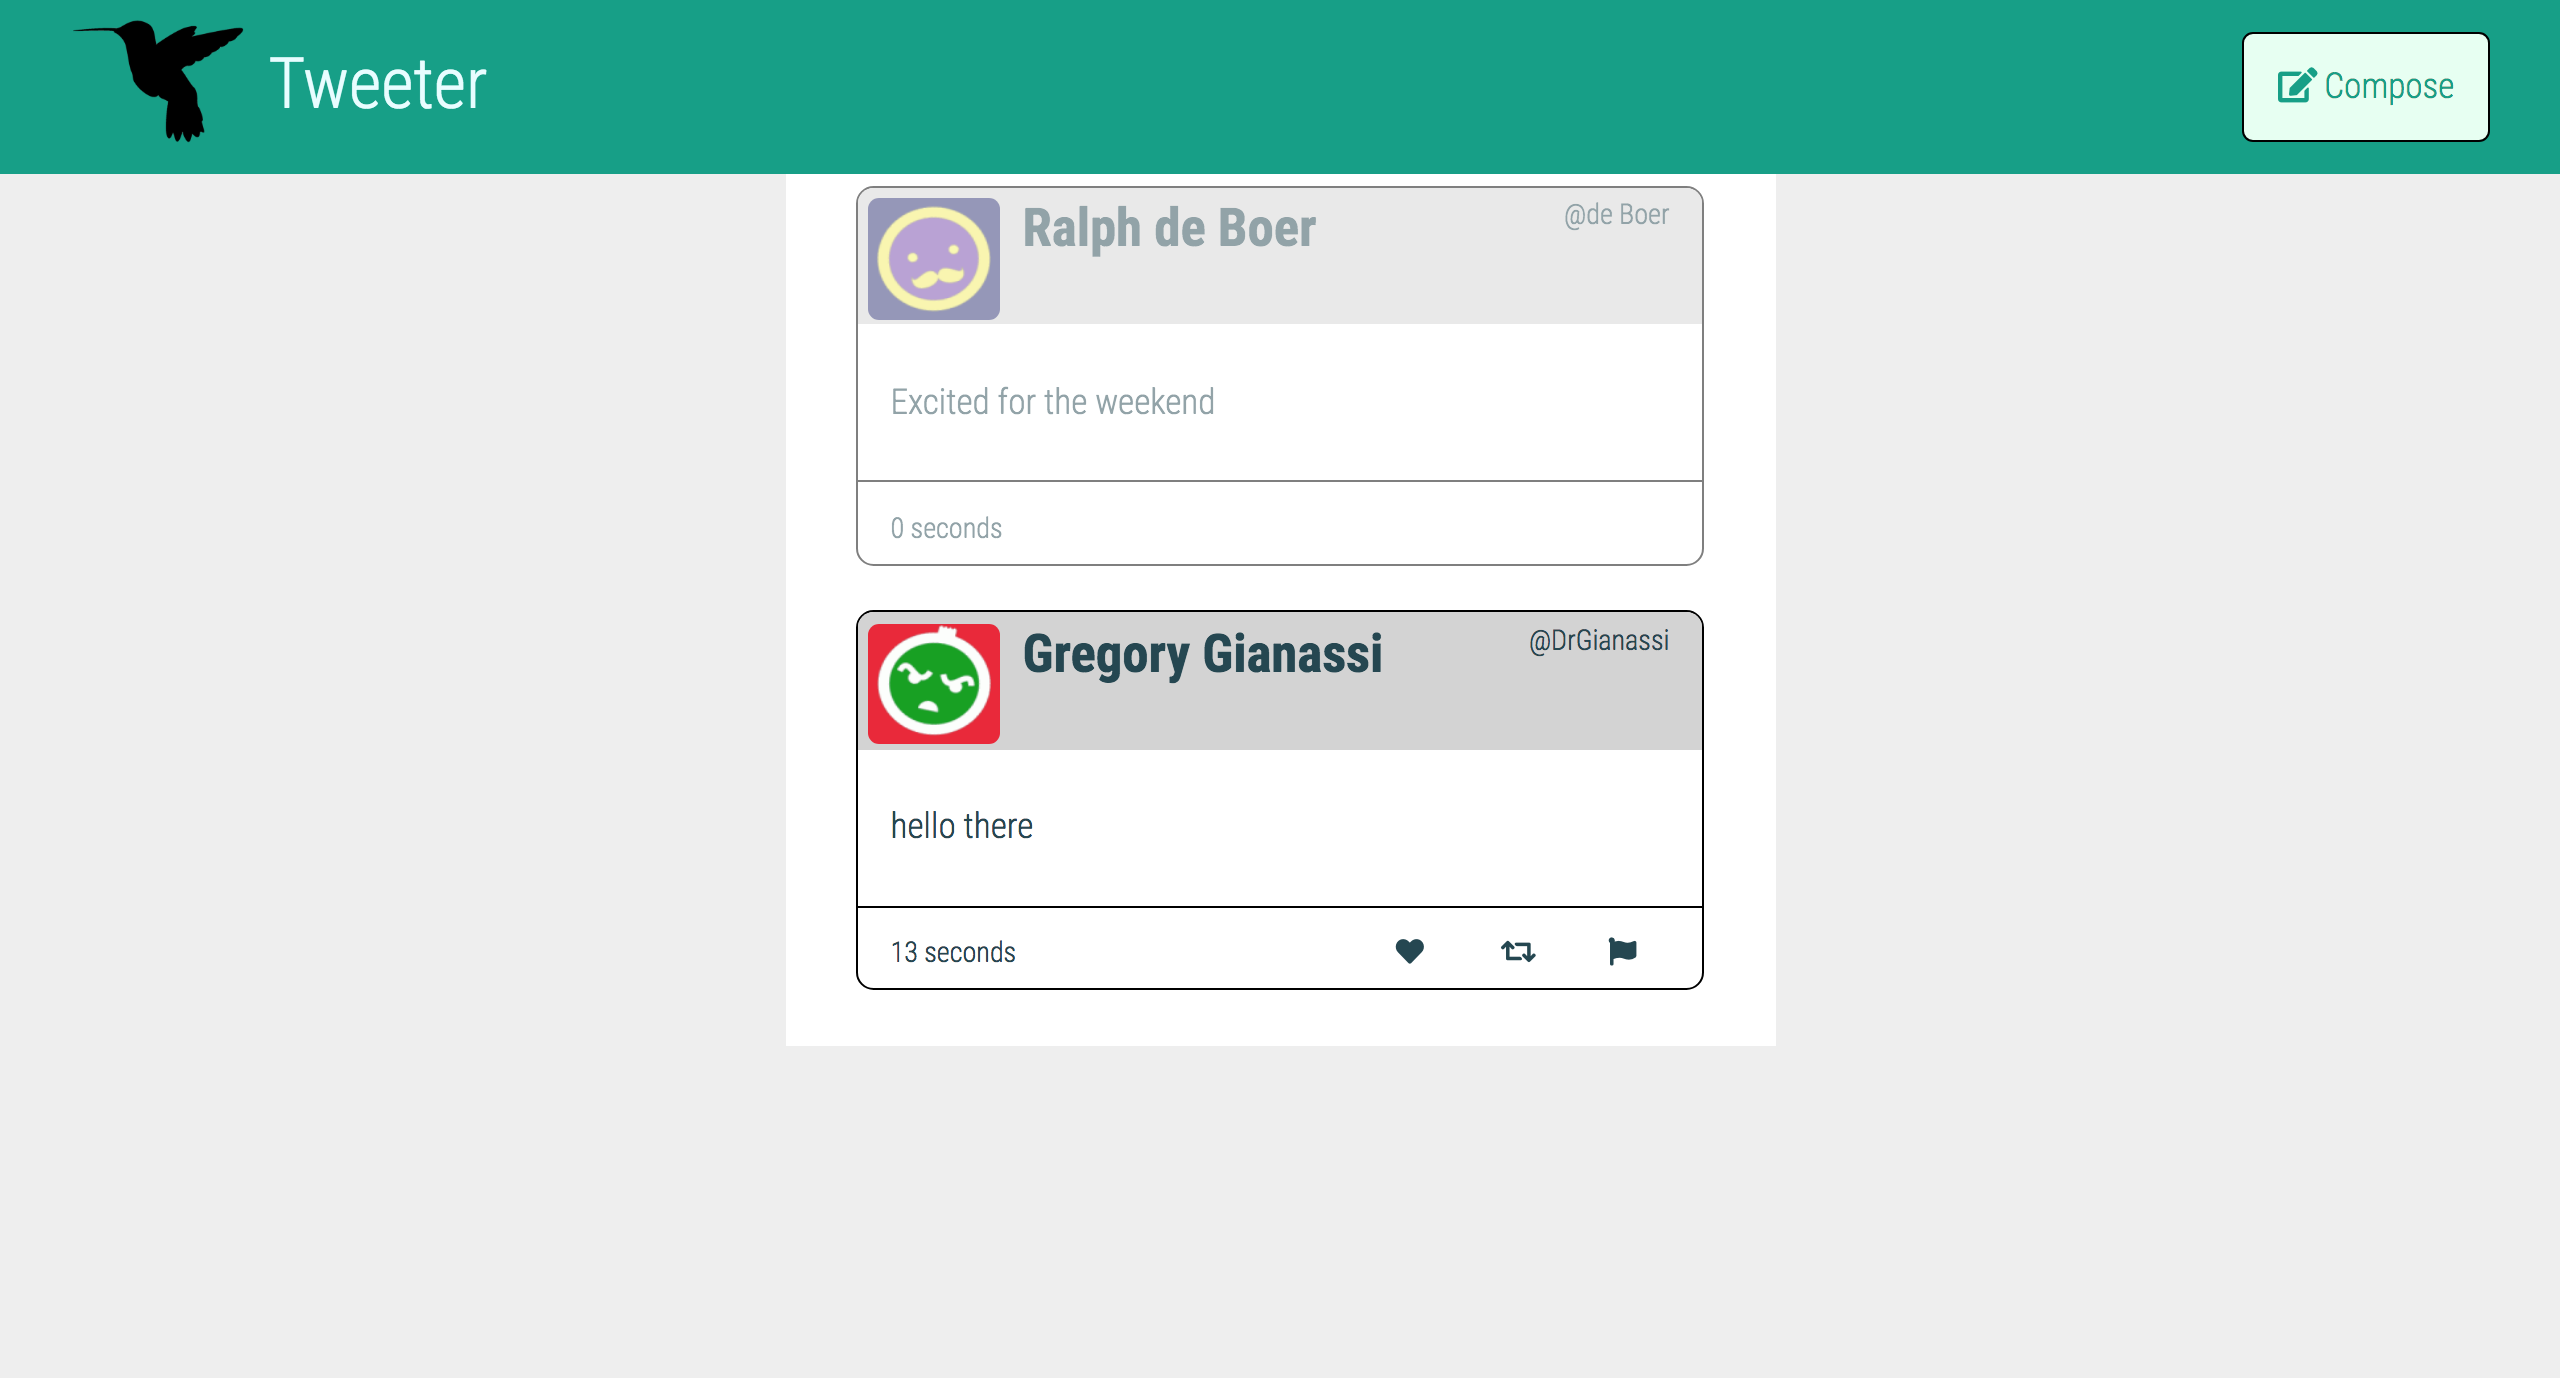 Tweeter
Compose
Ralph de Boer
@de Boer
Excited for the weekend
0 seconds
Gregory Gianassi
@DrGianassi
hello there
13 seconds